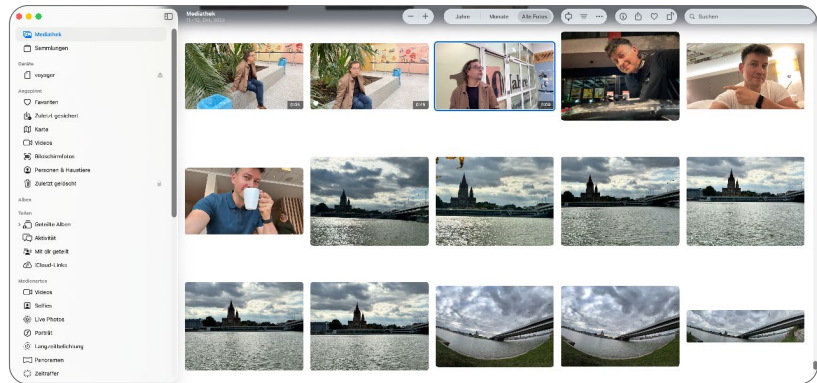 Mediathek
Jahre
Monate
Alle Fotos
Suchen
Mediathek
Sammlungen
Geräte
voyager
Angepinnt
Favoriten
Zuletzt gesichert
Karte
Videos
Bildschirmfotos
Personen & Haustiere
Zuletzt gelöscht
Alben
Teilen
Geteilte Alben
Aktivität
Mit dir geteilt
iCloud-Links
Medienarten
Videos
Selfies
Live Photos
Porträt
Langzeitbelichtung
Panoramen
Zeitraffer